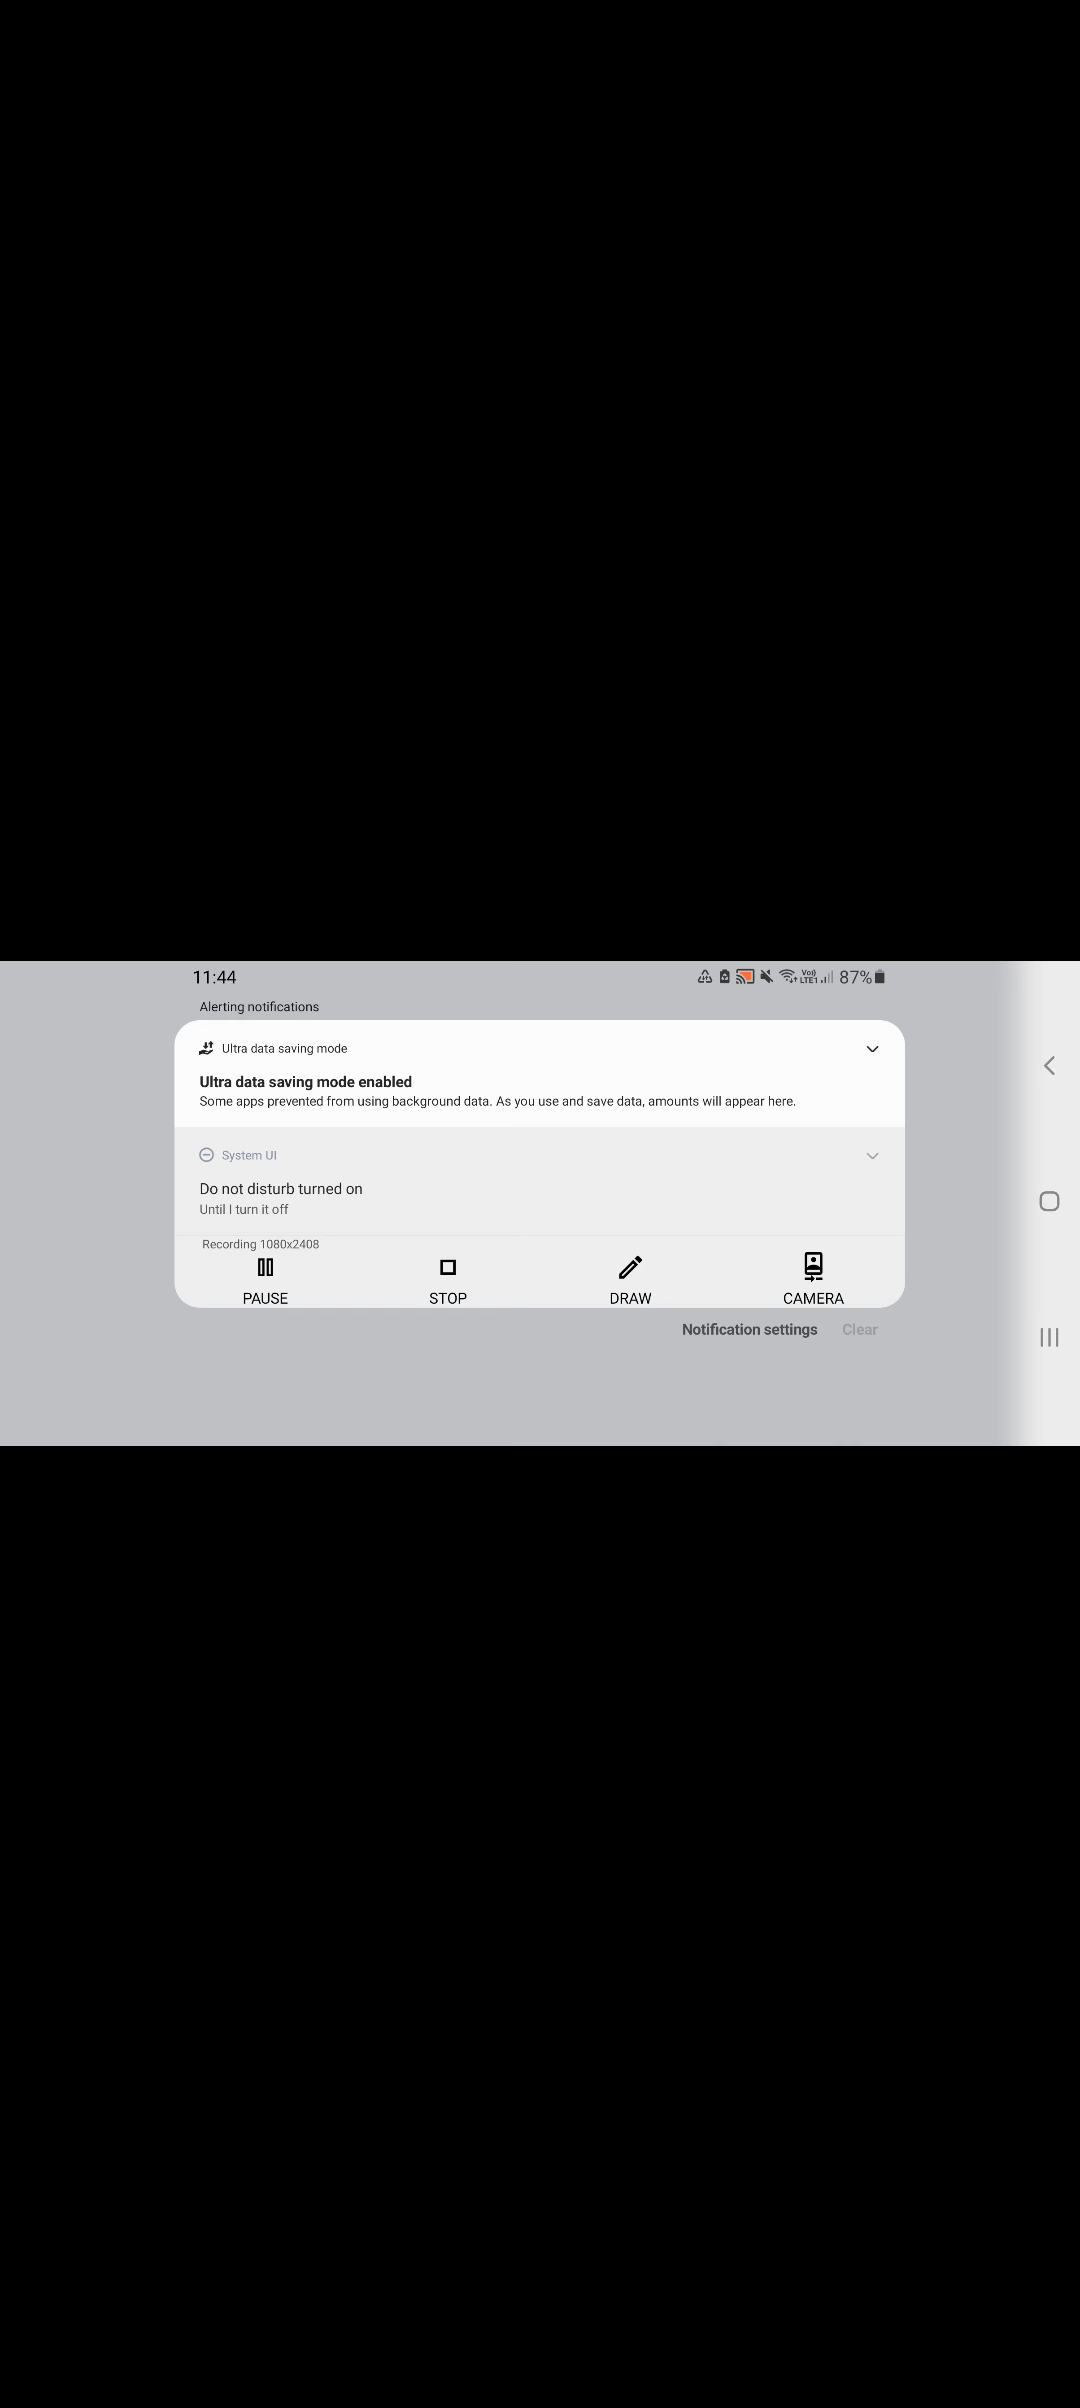 11:44
Vo)) LTE1 87%
Alerting notifications
Ultra data saving mode
Ultra data saving mode enabled
Some apps prevented from using background data. As you use and save data, amounts will appear here.
System UI
Do not disturb turned on
Until I turn it off
Recording 1080x2408
PAUSE STOP DRAW CAMERA
Notification settings Clear